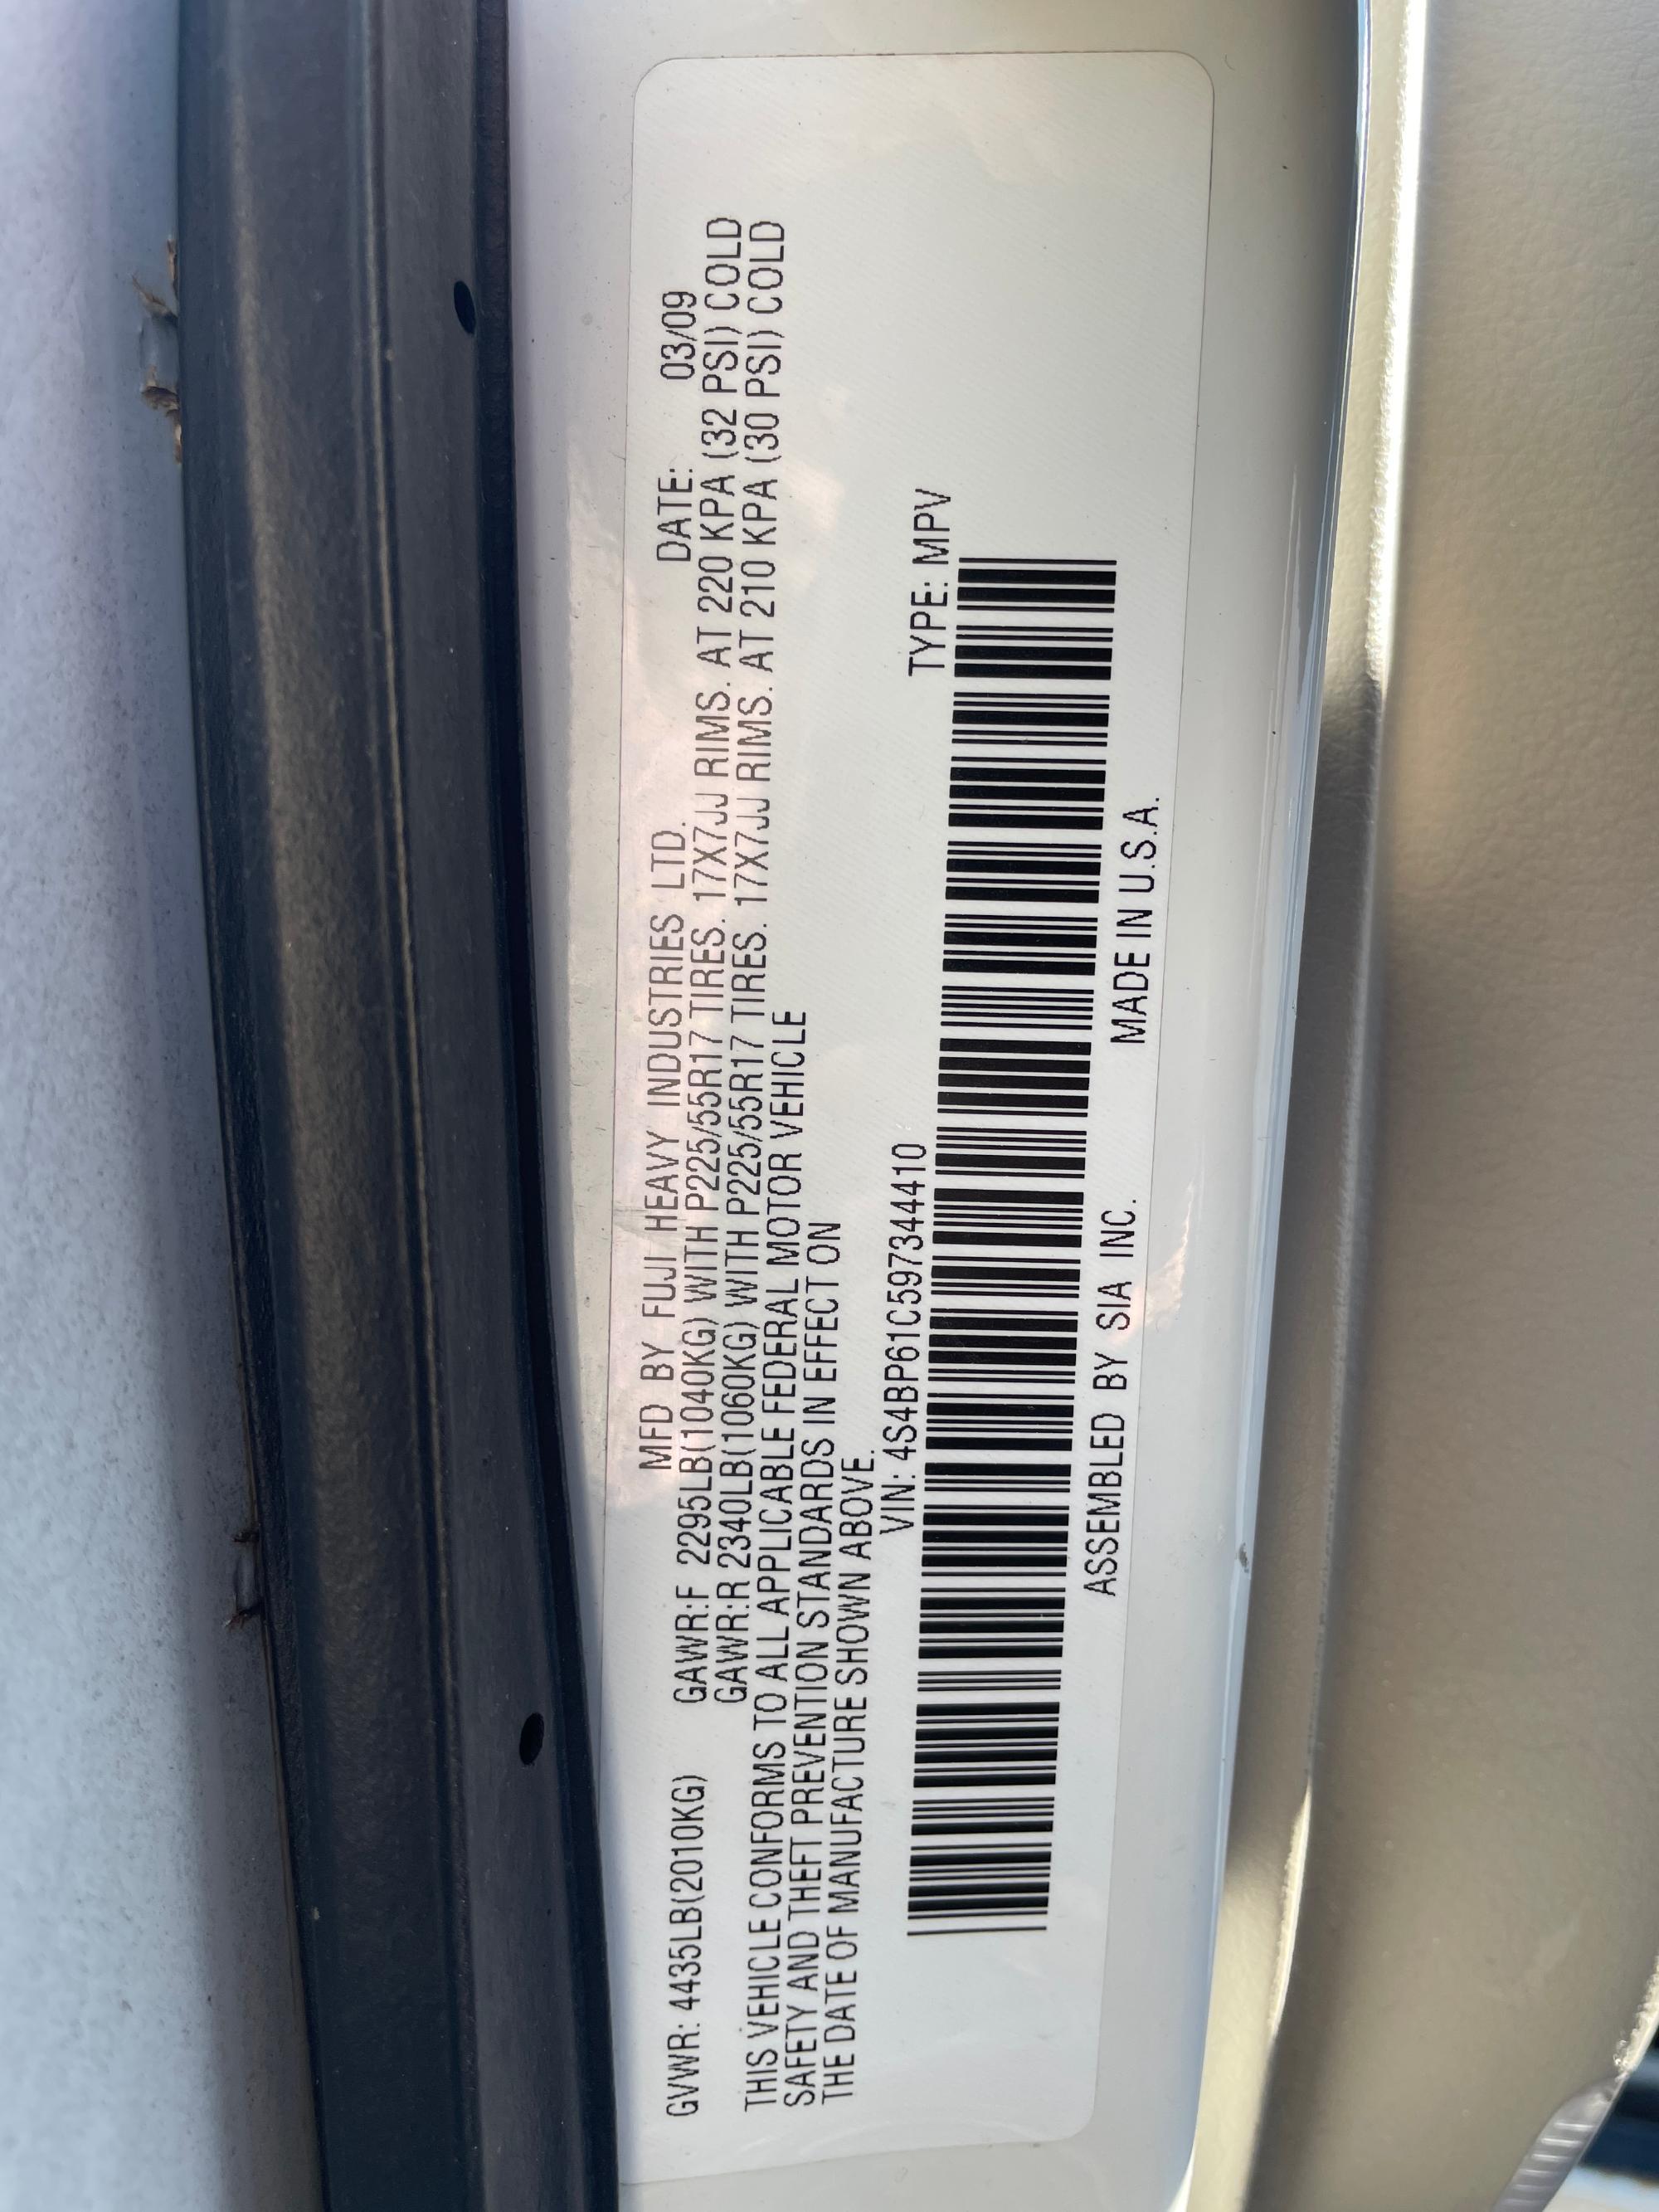 MFD BY FUJI HEAVY INDUSTRIES LTD. DATE: 03/09
GVWR: 4435LB(2010KG) GAWR:F 2295LB(1040KG) WITH P225/55R17 TIRES. 17X7JJ RIMS. AT 220 KPA (32 PSI) COLD
GAWR:R 2340LB(1060KG) WITH P225/55R17 TIRES. 17X7JJ RIMS. AT 210 KPA (30 PSI) COLD
THIS VEHICLE CONFORMS TO ALL APPLICABLE FEDERAL MOTOR VEHICLE
SAFETY AND THEFT PREVENTION STANDARDS IN EFFECT ON
THE DATE OF MANUFACTURE SHOWN ABOVE.
VIN: 4S4BP61C597344410 TYPE: MPV
ASSEMBLED BY SIA INC. MADE IN U.S.A.